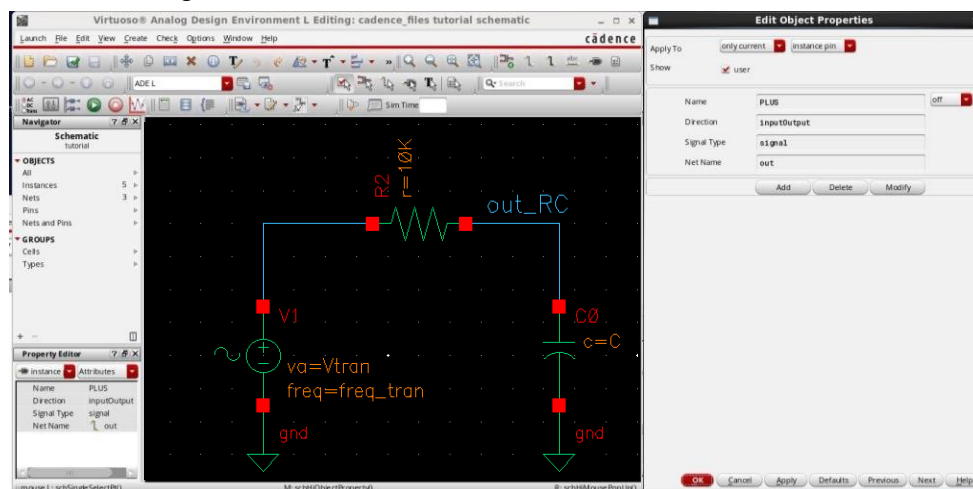 Virtuoso® Analog Design Environment L Editing: cadence_files tutorial schematic
Launch File Edit View Create Check Options Window Help
cādence
ADE L
Search
Sim Time
Navigator
Schematic
tutorial
OBJECTS
All
Instances 5
Nets 3
Pins
Nets and Pins
GROUPS
Cells
Types
Property Editor
instance Attributes
Name PLUS
Direction inputOutput
Signal Type signal
Net Name out
R2
r=10K
out_RC
V1
va=Vtran
freq=freq_tran
gnd
C0
c=C
gnd
mouse L: schSingleSelectPt()
M: schHiObjectProperty()
R: schHiMousePopUp()
Edit Object Properties
Apply To only current instance pin
Show user
Name PLUS off
Direction inputOutput
Signal Type signal
Net Name out
Add Delete Modify
OK Cancel Apply Defaults Previous Next Help